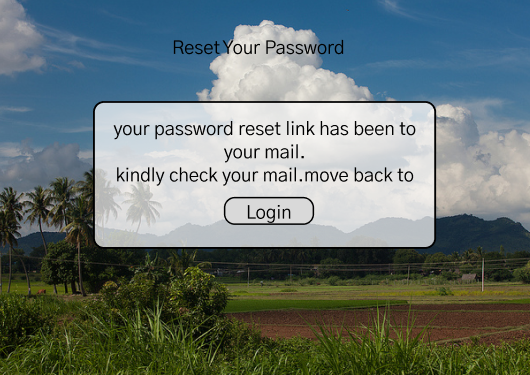 Reset Your Password
your password reset link has been to
your mail.
kindly check your mail.move back to
Login